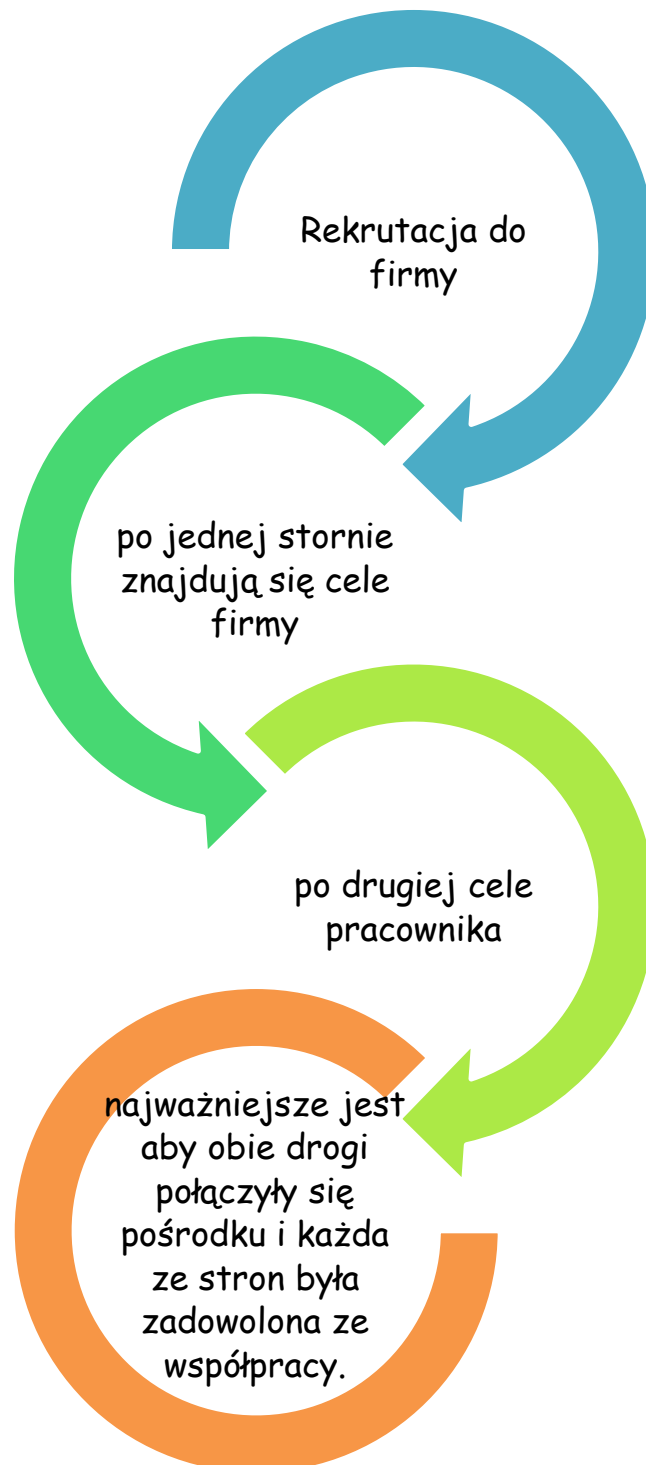 Rekrutacja do
firmy
po jednej stornie
znajdują się cele
firmy
po drugiej cele
pracownika
najważniejsze jest
aby obie drogi
połączyły się
pośrodku i każda
ze stron była
zadowolona ze
współpracy.